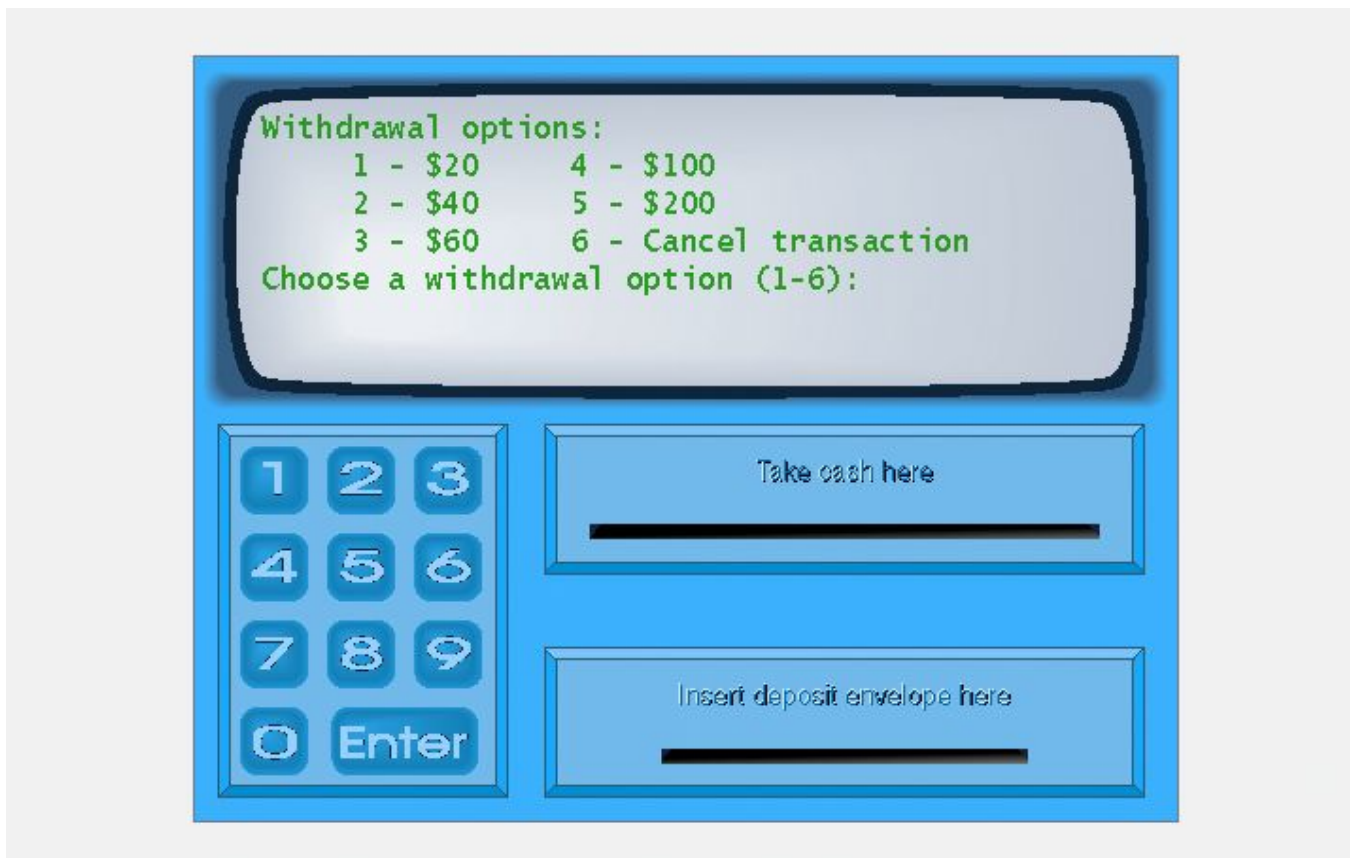 Withdrawal options:
1 - $20 4 - $100
2 - $40 5 - $200
3 - $60 6 - Cancel transaction
Choose a withdrawal option (1-6):
1 2 3
4 5 6
7 8 9
0 Enter
Take cash here
Insert deposit envelope here